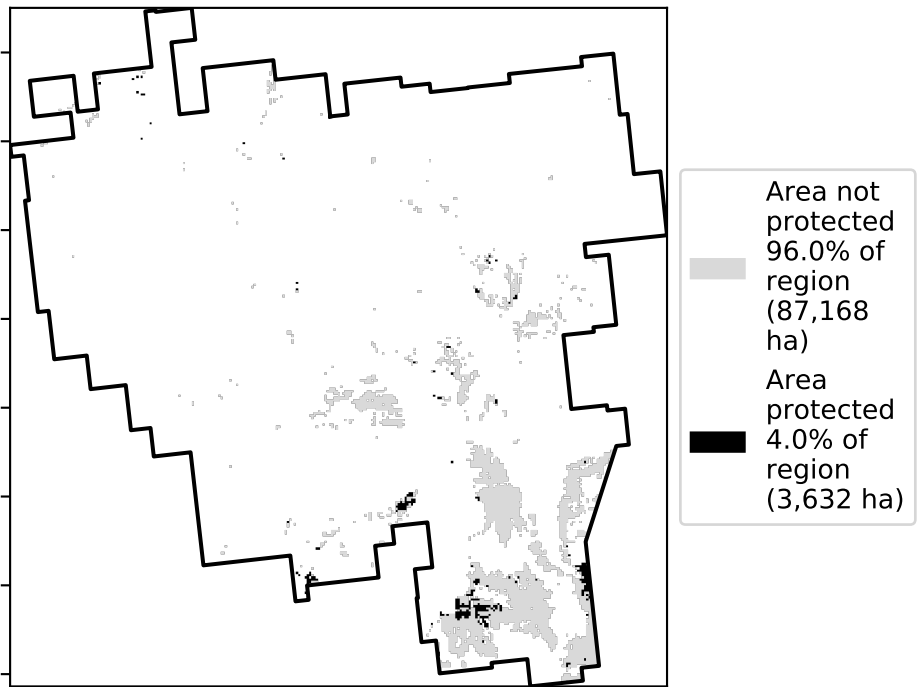 Area not
protected
96.0% of
region
(87,168
ha)
Area
protected
4.0% of
region
(3,632 ha)